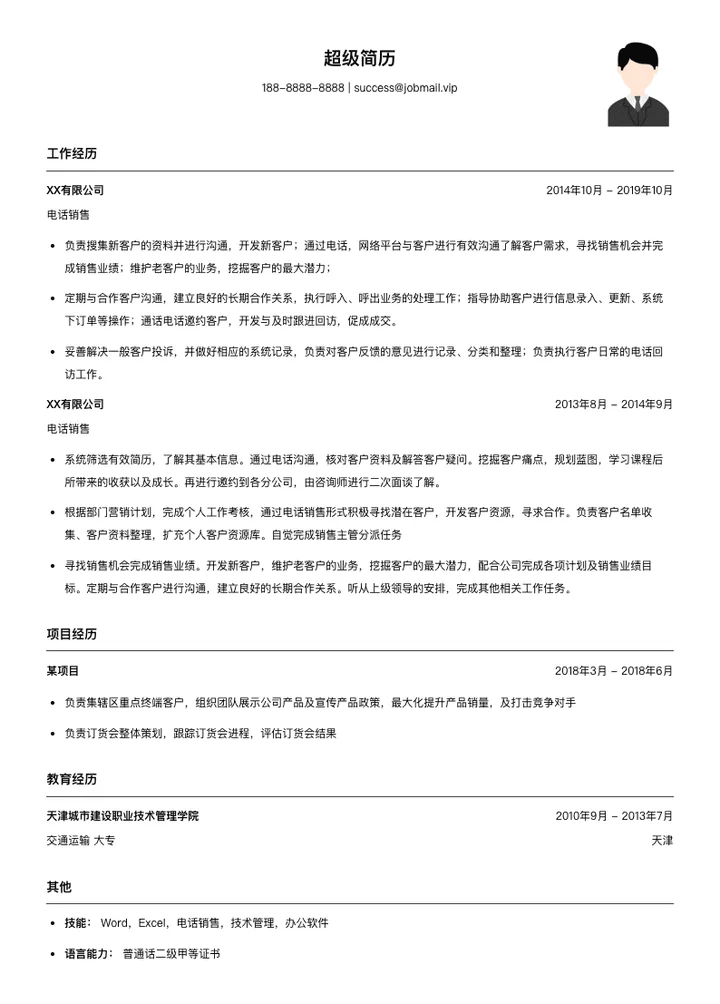 超级简历
188-8888-8888 | success@jobmail.vip
工作经历
XX有限公司 2014年10月 – 2019年10月
电话销售
• 负责搜集新客户的资料并进行沟通，开发新客户；通过电话，网络平台与客户进行有效沟通了解客户需求，寻找销售机会并完
成销售业绩；维护老客户的业务，挖掘客户的最大潜力；
• 定期与合作客户沟通，建立良好的长期合作关系，执行呼入、呼出业务的处理工作；指导协助客户进行信息录入、更新、系统
下订单等操作；通话电话邀约客户，开发与及时跟进回访，促成成交。
• 妥善解决一般客户投诉，并做好相应的系统记录，负责对客户反馈的意见进行记录、分类和整理；负责执行客户日常的电话回
访工作。
XX有限公司 2013年8月 – 2014年9月
电话销售
• 系统筛选有效简历，了解其基本信息。通过电话沟通，核对客户资料及解答客户疑问。挖掘客户痛点，规划蓝图，学习课程后
所带来的收获以及成长。再进行邀约到各分公司，由咨询师进行二次面谈了解。
• 根据部门营销计划，完成个人工作考核，通过电话销售形式积极寻找潜在客户，开发客户资源，寻求合作。负责客户名单收
集、客户资料整理，扩充个人客户资源库。自觉完成销售主管分派任务
• 寻找销售机会完成销售业绩。开发新客户，维护老客户的业务，挖掘客户的最大潜力，配合公司完成各项计划及销售业绩目
标。定期与合作客户进行沟通，建立良好的长期合作关系。听从上级领导的安排，完成其他相关工作任务。
项目经历
某项目 2018年3月 – 2018年6月
• 负责集辖区重点终端客户，组织团队展示公司产品及宣传产品政策，最大化提升产品销量，及打击竞争对手
• 负责订货会整体策划，跟踪订货会进程，评估订货会结果
教育经历
天津城市建设职业技术管理学院 2010年9月 – 2013年7月
交通运输 大专 天津
其他
• 技能： Word，Excel，电话销售，技术管理，办公软件
• 语言能力： 普通话二级甲等证书